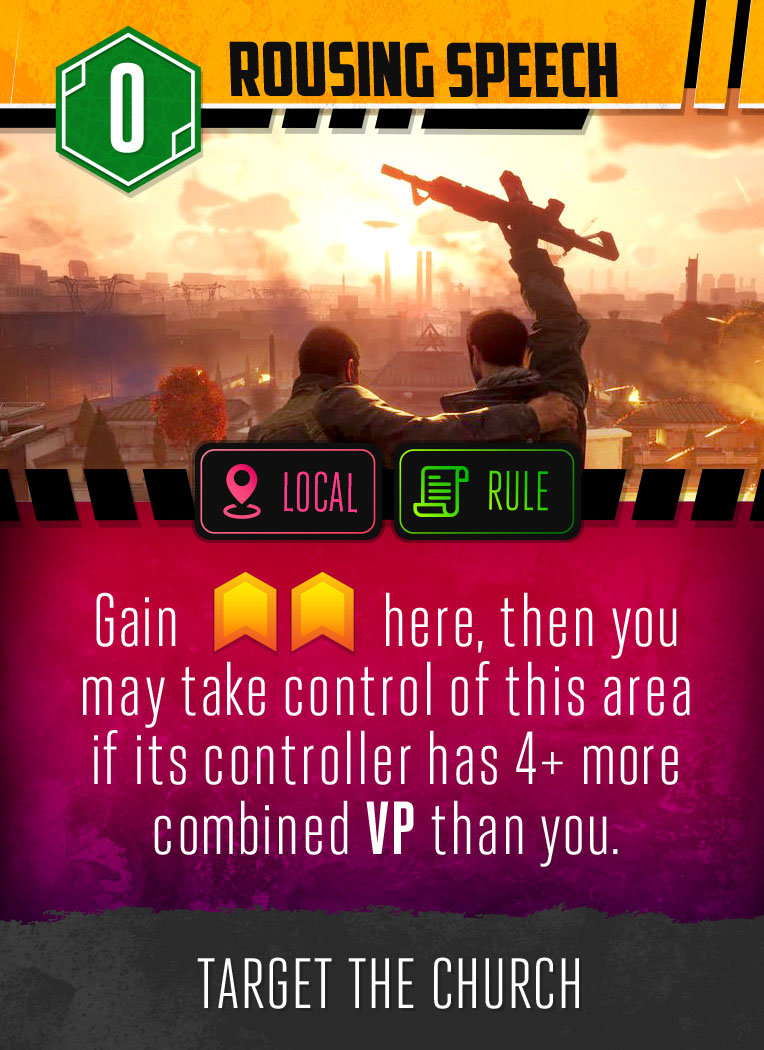 0
ROUSING SPEECH
LOCAL
RULE
Gain here, then you
may take control of this area
if its controller has 4+ more
combined VP than you.
TARGET THE CHURCH